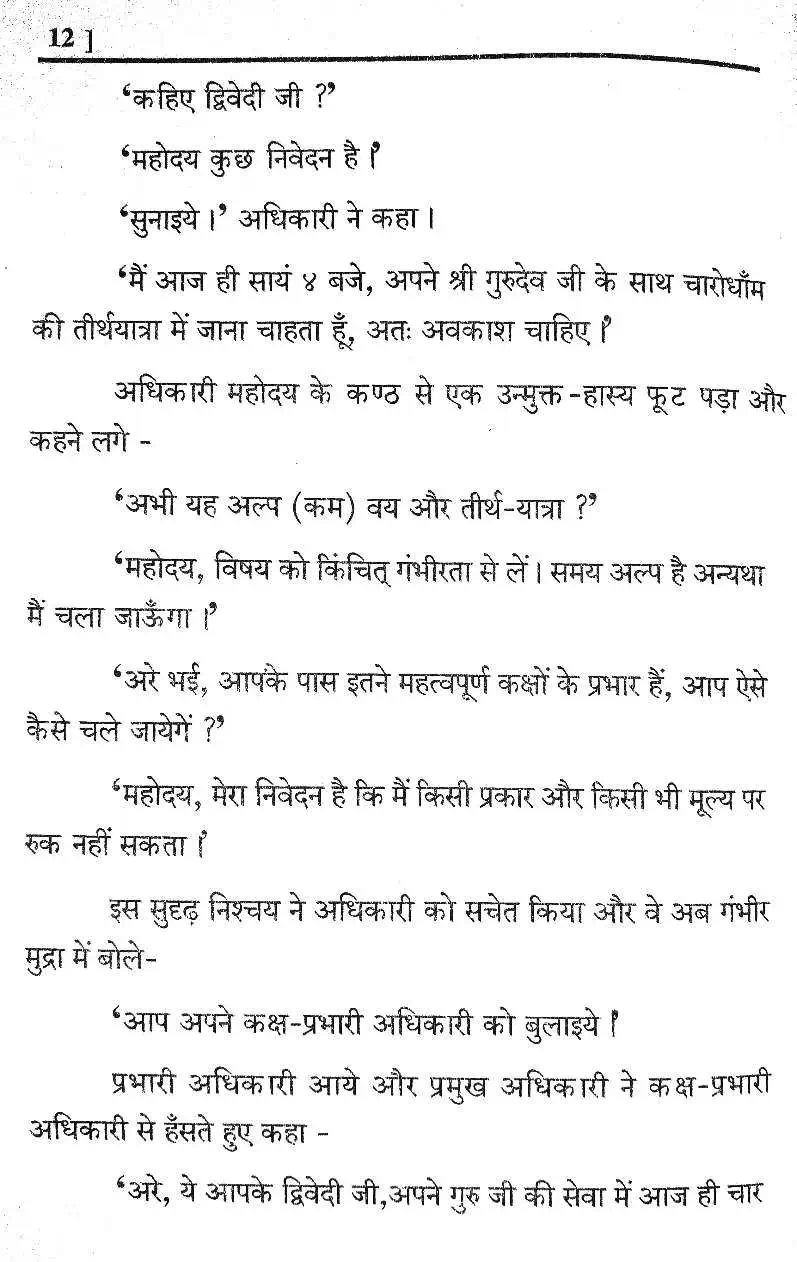 12 ]
‘कहिए द्विवेदी जी ?’
‘महोदय कुछ निवेदन है ।’
‘सुनाइये ।’ अधिकारी ने कहा ।
‘मैं आज ही सायं ४ बजे, अपने श्री गुरुदेव जी के साथ चारोधाँम
की तीर्थयात्रा में जाना चाहता हूँ, अतः अवकाश चाहिए ।’
अधिकारी महोदय के कण्ठ से एक उन्मुक्त -हास्य फूट पड़ा और
कहने लगे -
‘अभी यह अल्प (कम) वय और तीर्थ-यात्रा ?’
‘महोदय, विषय को किंचित् गंभीरता से लें । समय अल्प है अन्यथा
मैं चला जाऊँगा ।’
‘अरे भई, आपके पास इतने महत्वपूर्ण कक्षों के प्रभार हैं, आप ऐसे
कैसे चले जायेगें ?’
‘महोदय, मेरा निवेदन है कि मैं किसी प्रकार और किसी भी मूल्य पर
रुक नहीं सकता ।’
इस सुदृढ़ निश्चय ने अधिकारी को सचेत किया और वे अब गंभीर
मुद्रा में बोले-
‘आप अपने कक्ष-प्रभारी अधिकारी को बुलाइये ।’
प्रभारी अधिकारी आये और प्रमुख अधिकारी ने कक्ष-प्रभारी
अधिकारी से हँसते हुए कहा -
‘अरे, ये आपके द्विवेदी जी,अपने गुरु जी की सेवा में आज ही चार